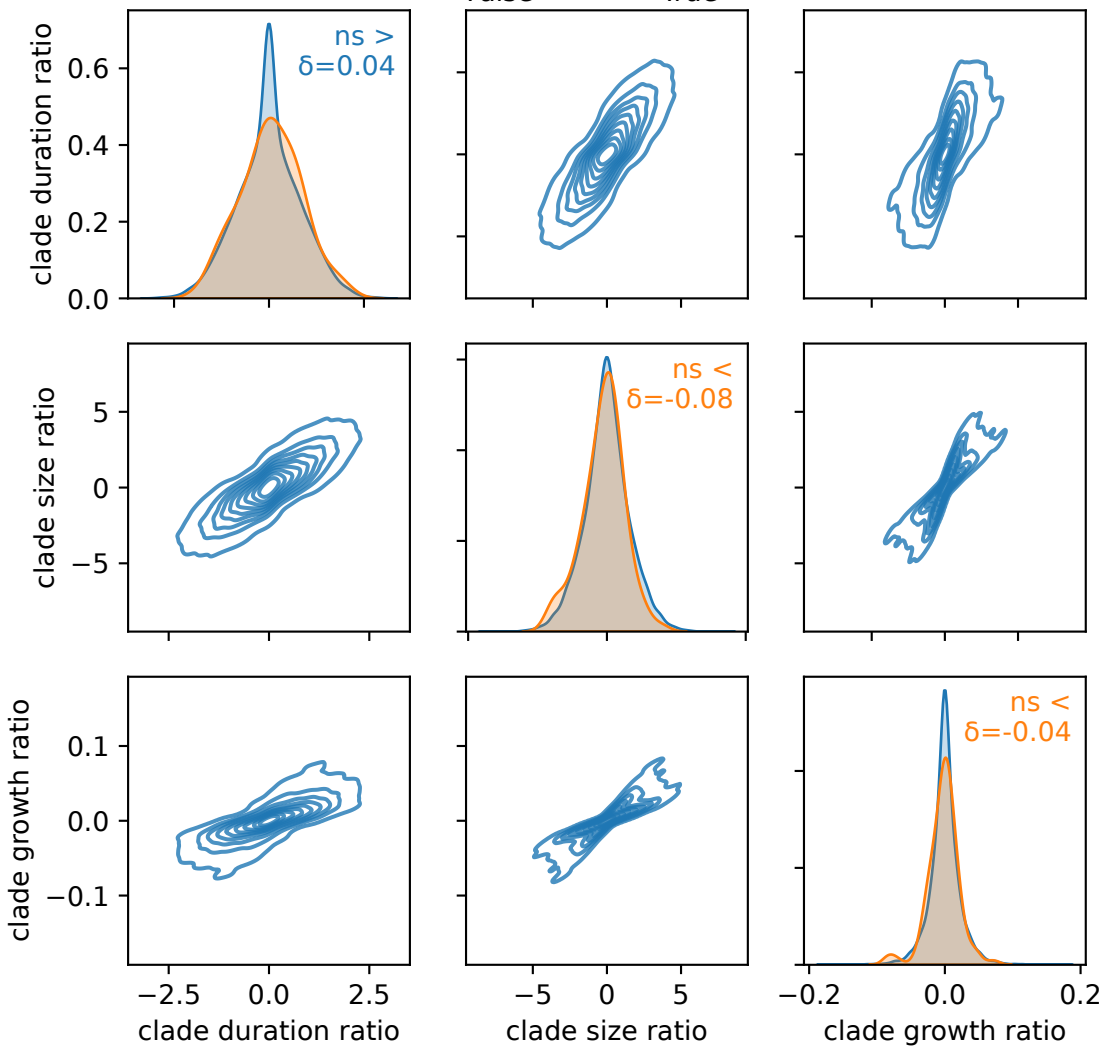 clade duration ratio
0.6
0.4
0.2
0.0
ns >
δ=0.04
clade size ratio
5
0
−5
ns <
δ=-0.08
clade growth ratio
0.1
0.0
−0.1
ns <
δ=-0.04
−2.5
0.0
2.5
−5
0
5
−0.2
0.0
0.2
clade duration ratio
clade size ratio
clade growth ratio